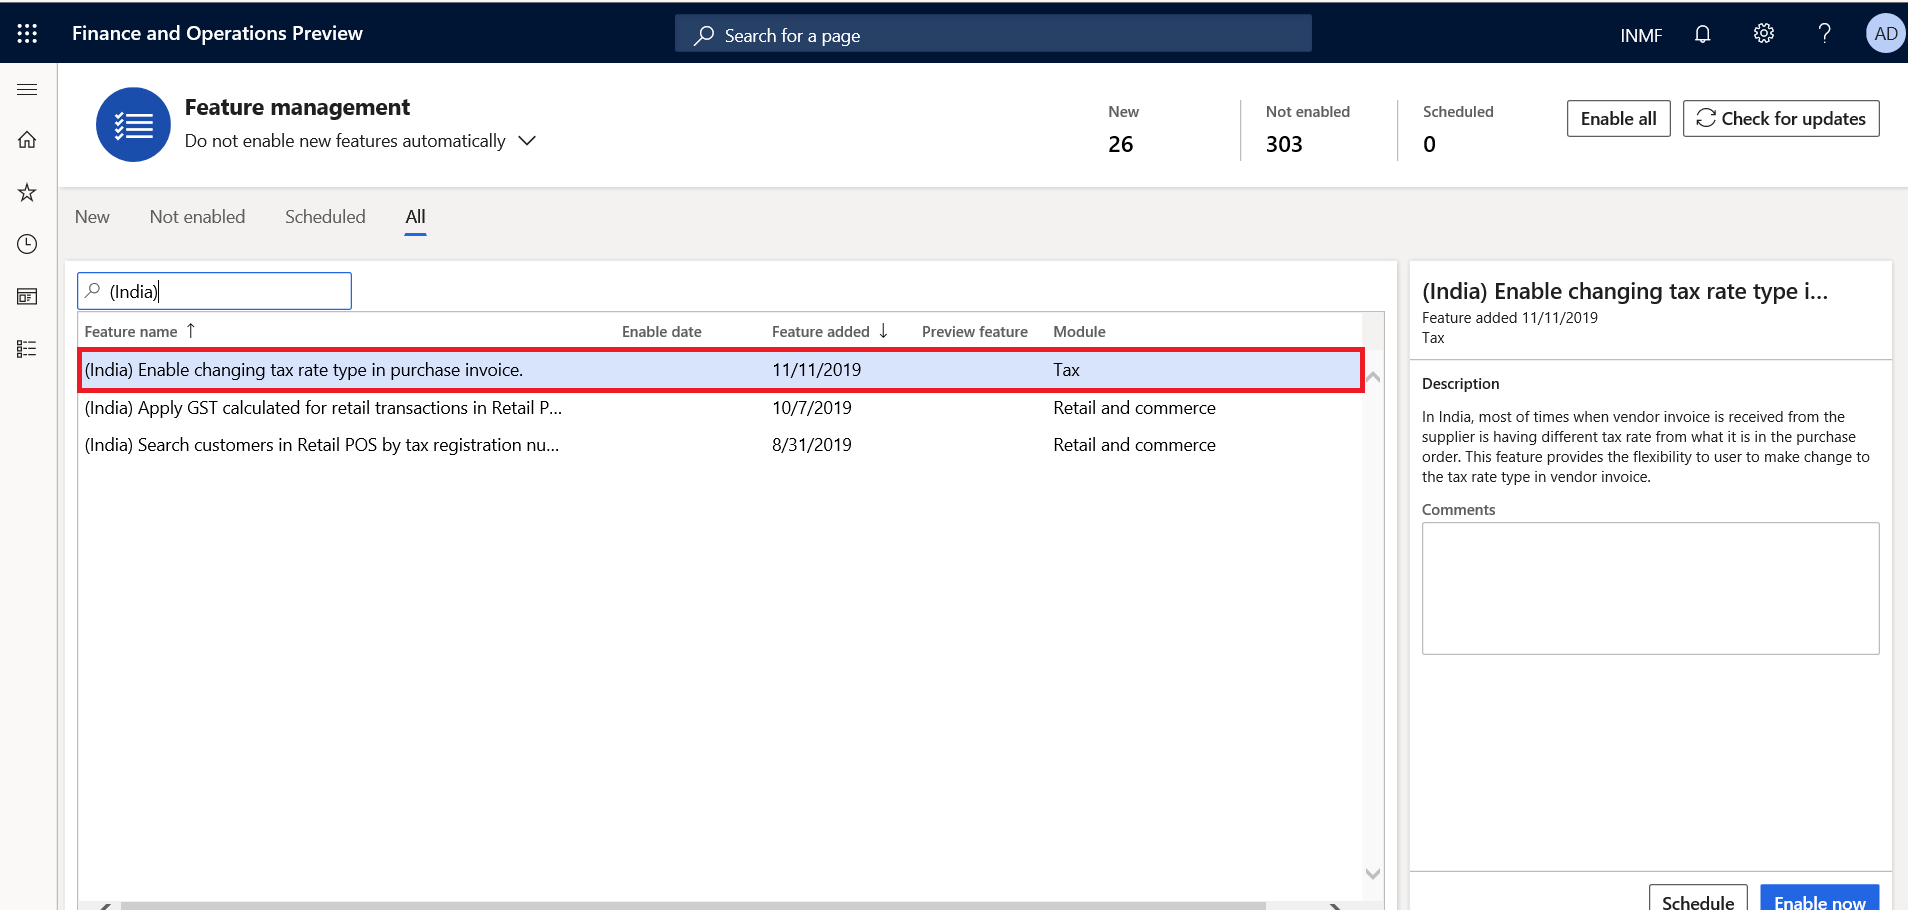 Finance and Operations Preview
Search for a page
INMF
?
AD
Feature management
Do not enable new features automatically
New
26
Not enabled
303
Scheduled
0
Enable all
Check for updates
New
Not enabled
Scheduled
All
(India)
Feature name
Enable date
Feature added
Preview feature
Module
(India) Enable changing tax rate type in purchase invoice.
11/11/2019
Tax
(India) Apply GST calculated for retail transactions in Retail P...
10/7/2019
Retail and commerce
(India) Search customers in Retail POS by tax registration nu...
8/31/2019
Retail and commerce
(India) Enable changing tax rate type i...
Feature added 11/11/2019
Tax
Description
In India, most of times when vendor invoice is received from the
supplier is having different tax rate from what it is in the purchase
order. This feature provides the flexibility to user to make change to
the tax rate type in vendor invoice.
Comments
Schedule
Enable now